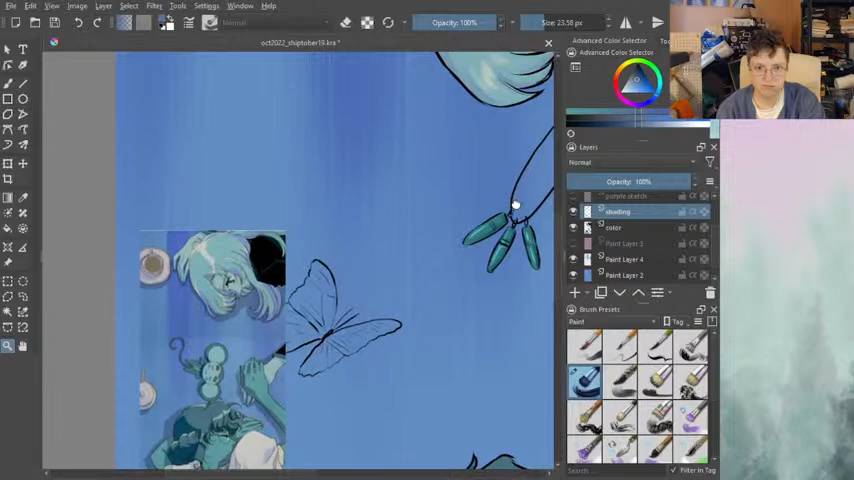 File Edit View Image Layer Select Filter Tools Settings Window Help
Normal
Opacity: 100%
Size: 23.58 px
oct2022_shiptober19.kra *
Advanced Color Selector
Advanced Color Selector
Layers
Normal
Opacity: 100%
purple sketch
shading
color
Paint Layer 3
Paint Layer 4
Paint Layer 2
Brush Presets
Paint
Tag
Search...
Filter in Tag